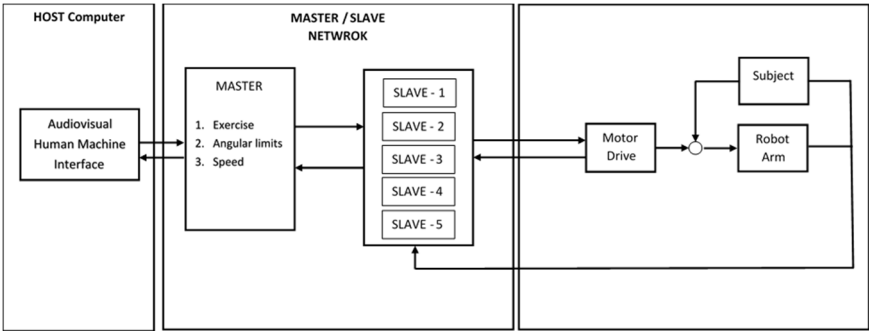 HOST Computer
Audiovisual
Human Machine
Interface
MASTER / SLAVE
NETWROK
MASTER
1. Exercise
2. Angular limits
3. Speed
SLAVE - 1
SLAVE - 2
SLAVE - 3
SLAVE - 4
SLAVE - 5
Motor
Drive
Subject
Robot
Arm